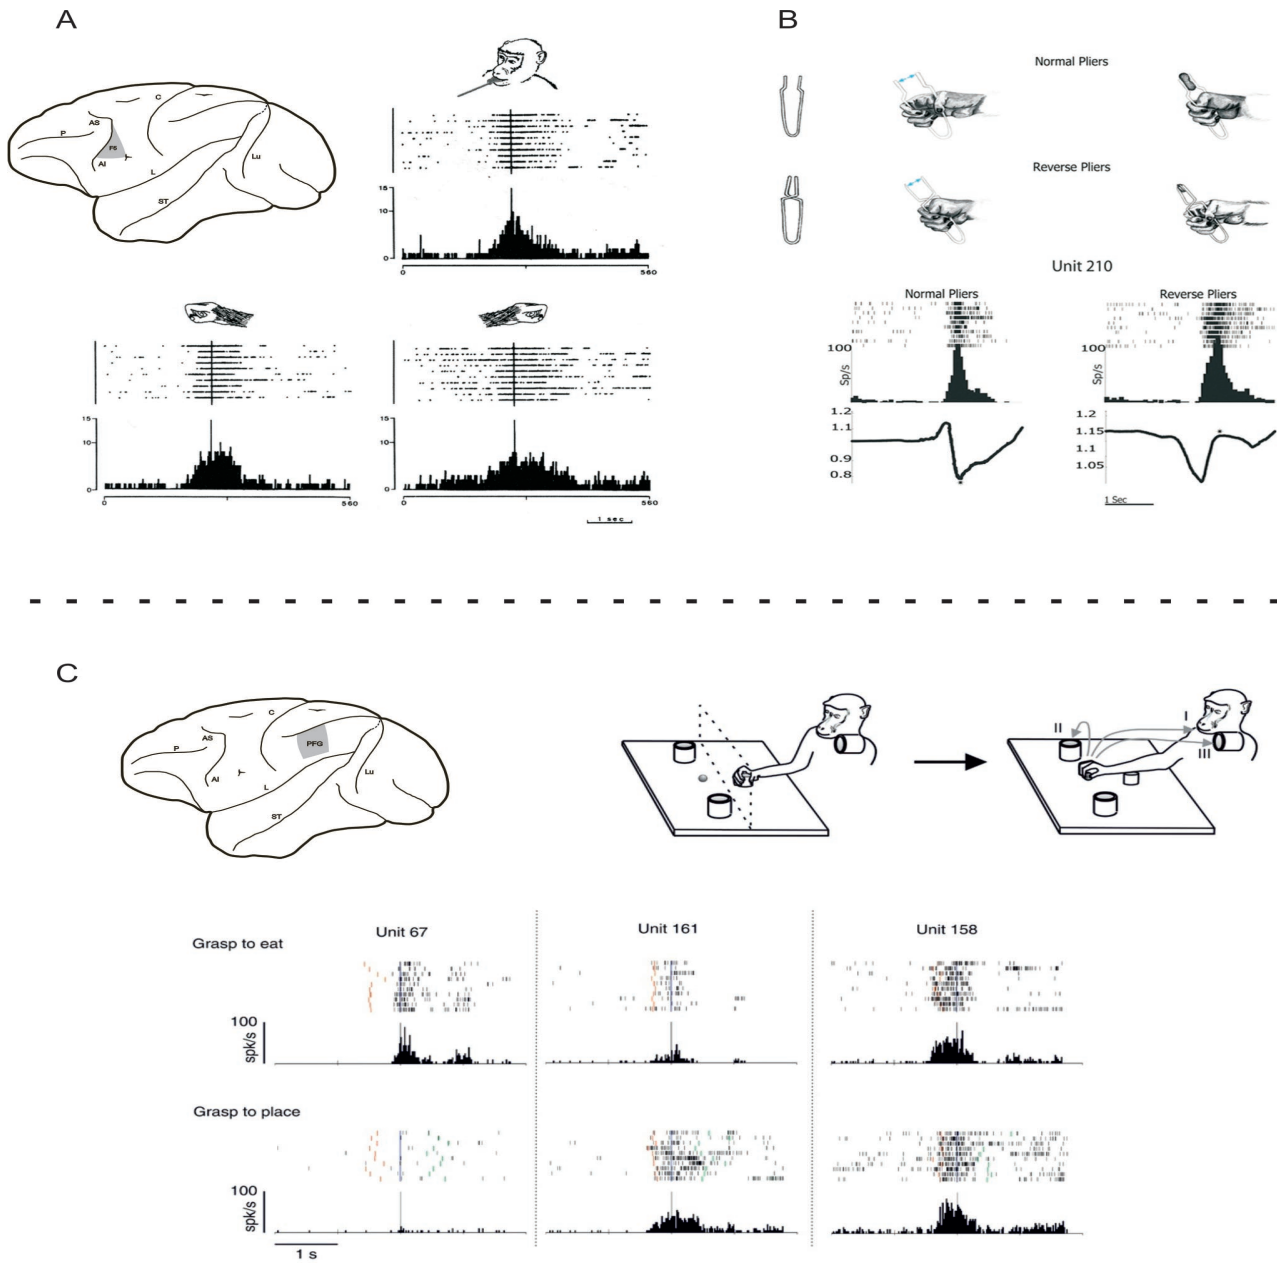 A
C
AS
P
F5
AI
L
Lu
ST
15
10
0
0
560
15
10
0
0
560
15
10
0
0
560
1 sec
B
Normal Pliers
Reverse Pliers
Unit 210
Normal Pliers
Reverse Pliers
100
Sp/s
100
Sp/s
1.2
1.1
0.9
0.8
1.2
1.15
1.1
1.05
*
*
1 Sec
C
C
AS
P
PFG
AI
L
Lu
ST
I
II
III
Unit 67
Unit 161
Unit 158
Grasp to eat
100
spk/s
Grasp to place
100
spk/s
1 s